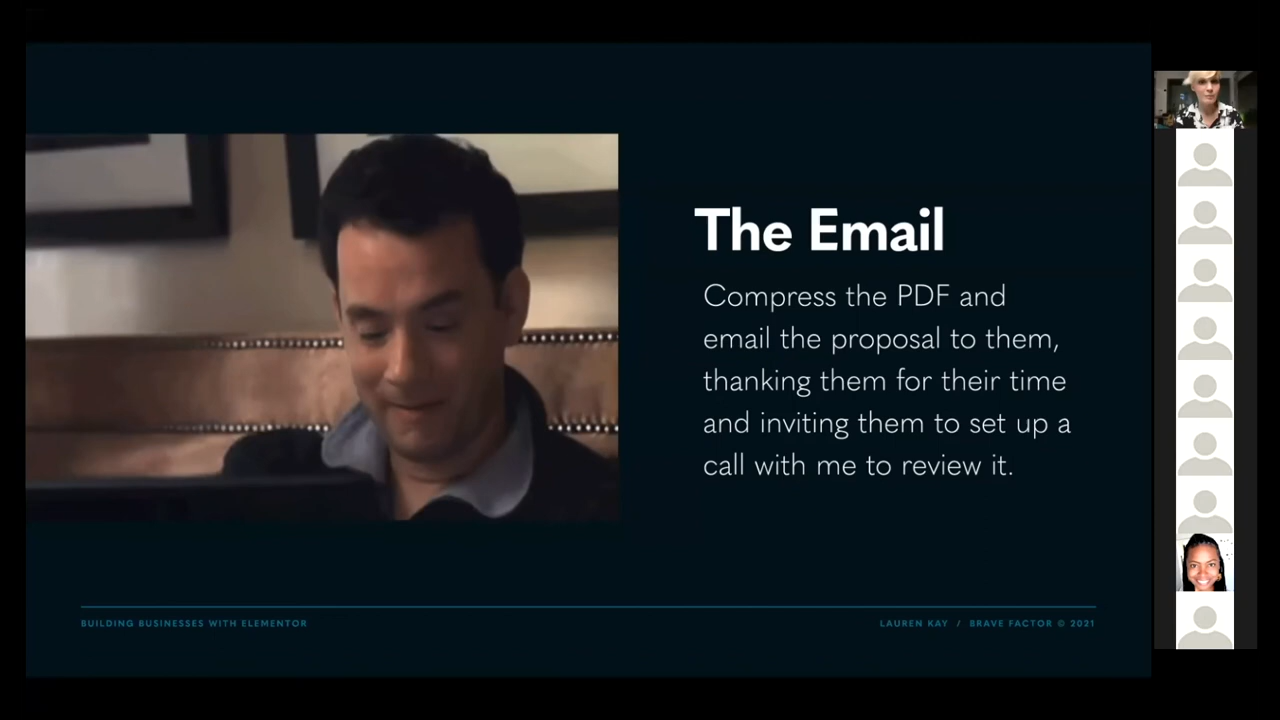 The Email
Compress the PDF and
email the proposal to them,
thanking them for their time
and inviting them to set up a
call with me to review it.
BUILDING BUSINESSES WITH ELEMENTOR
LAUREN KAY / BRAVE FACTOR © 2021